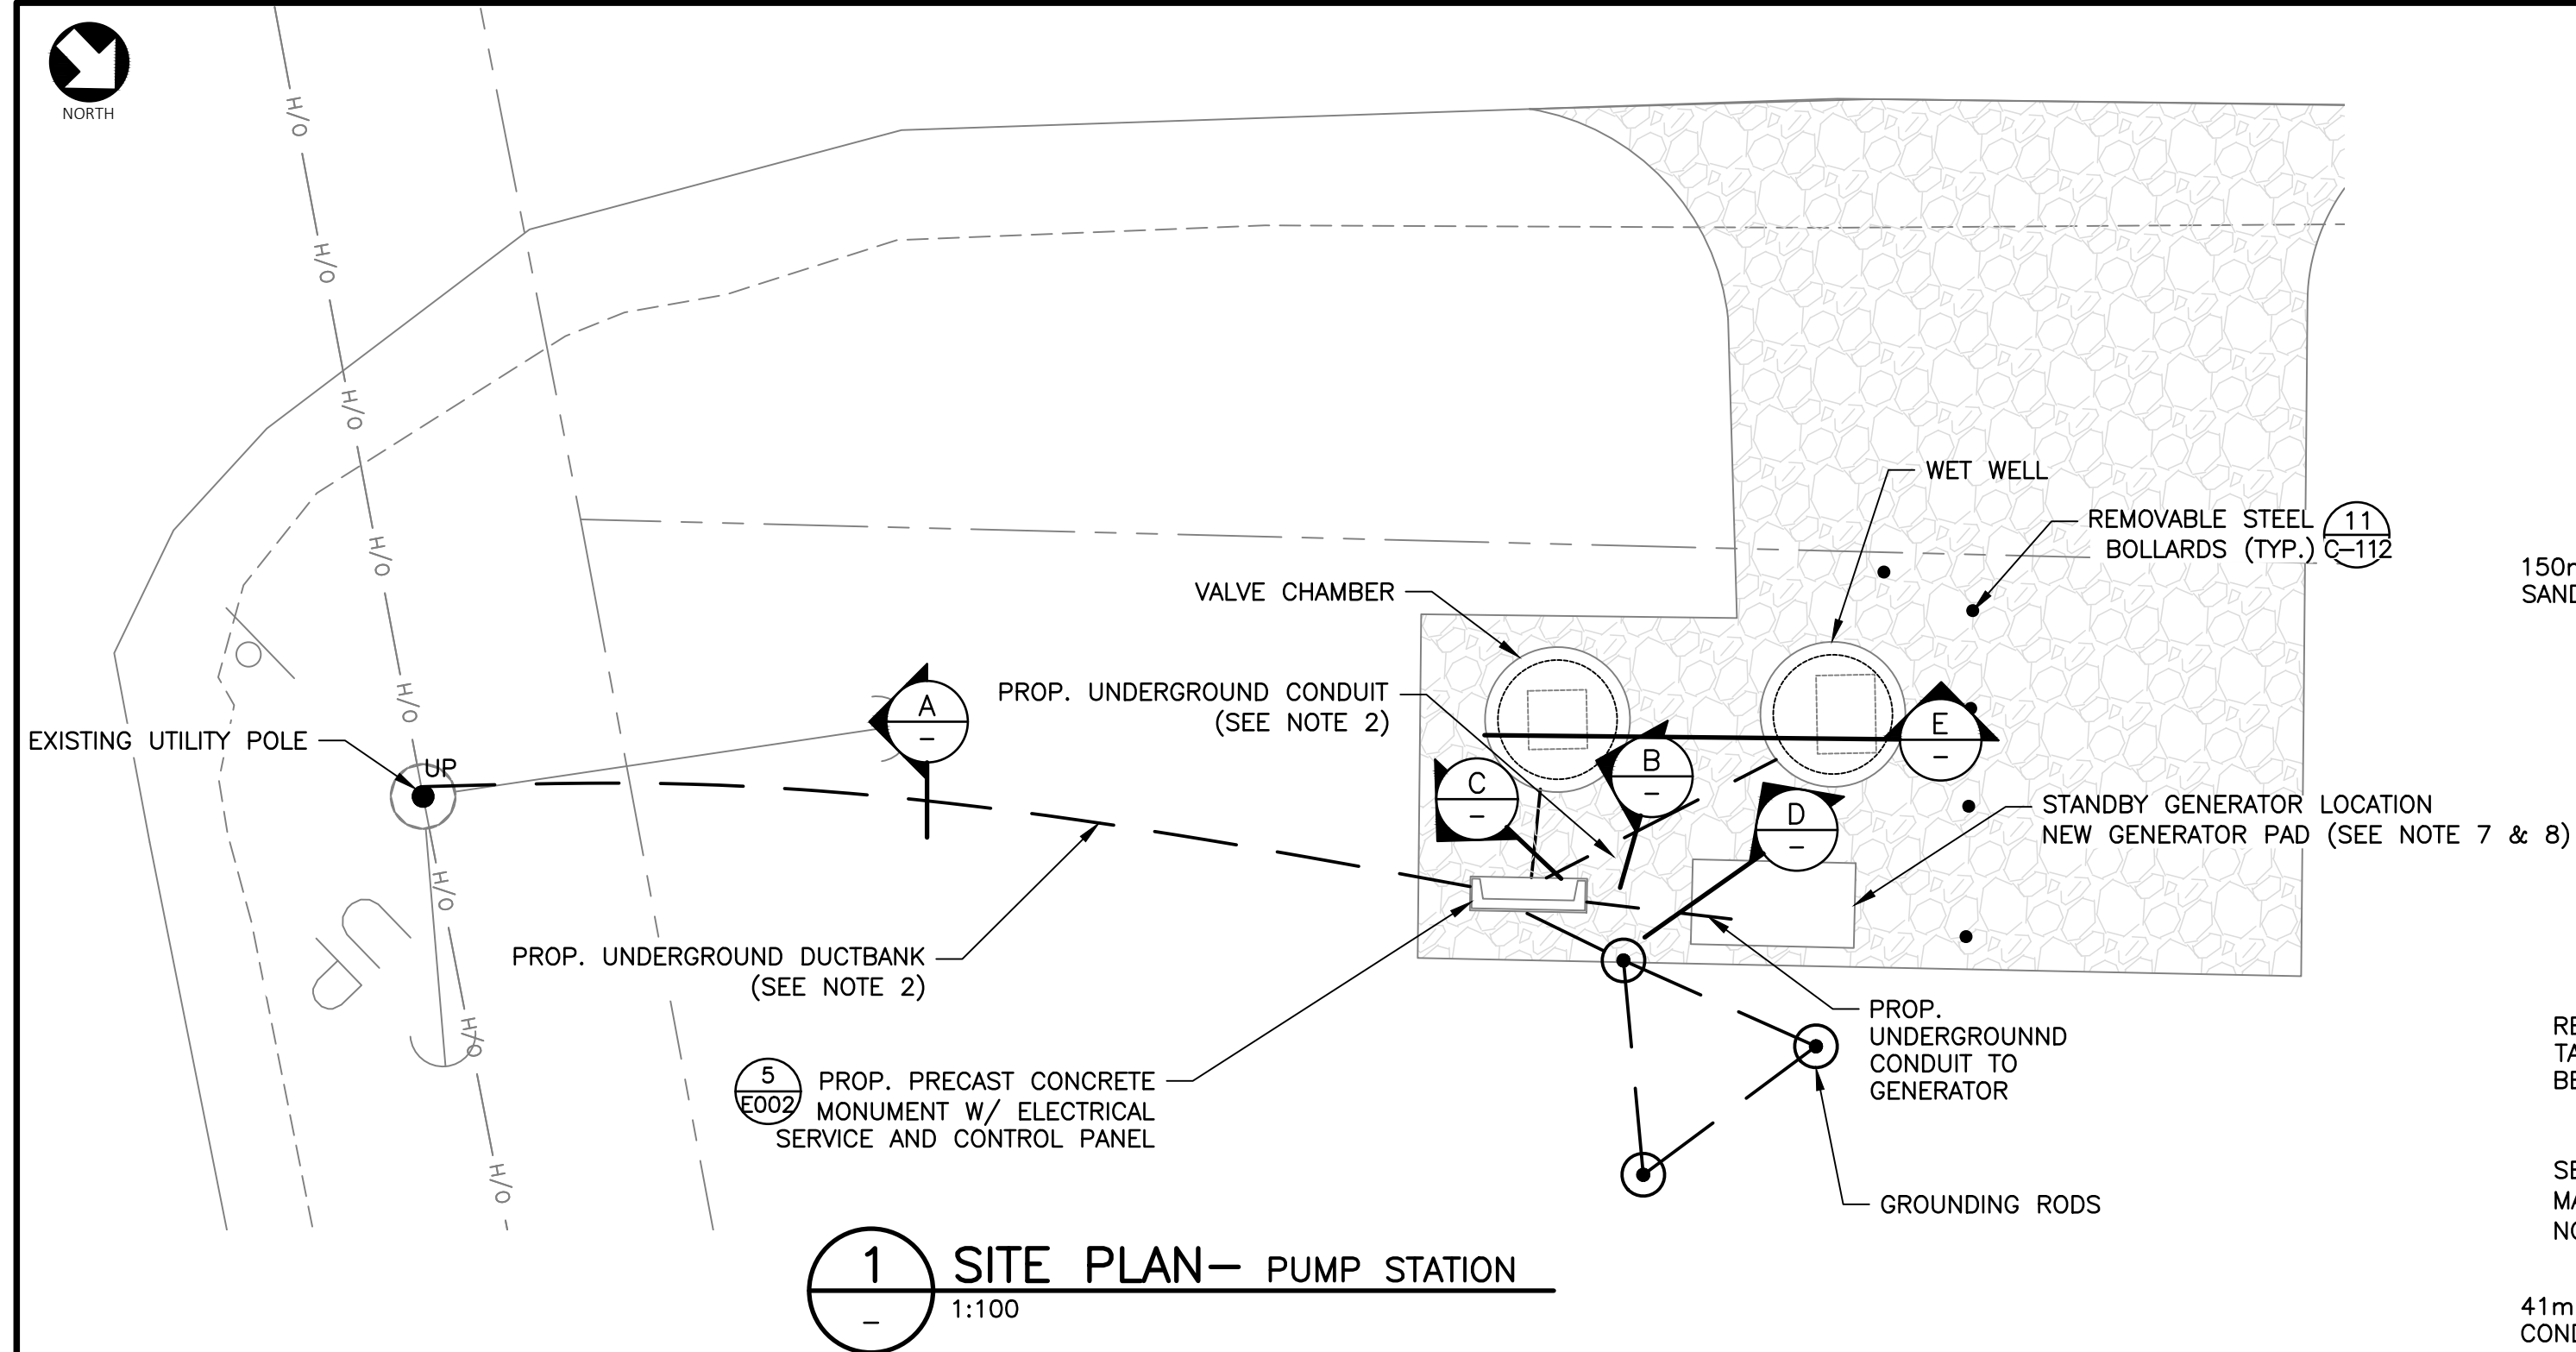 NORTH
H/O
H/O
H/O
H/O
H/O
H/O
H/O
H/O
WET WELL
REMOVABLE STEEL
BOLLARDS (TYP.)
11
C-112
VALVE CHAMBER
PROP. UNDERGROUND CONDUIT
(SEE NOTE 2)
A
-
B
-
C
-
D
-
E
-
EXISTING UTILITY POLE
UP
UP
STANDBY GENERATOR LOCATION
NEW GENERATOR PAD (SEE NOTE 7 & 8)
PROP. UNDERGROUND DUCTBANK
(SEE NOTE 2)
PROP.
UNDERGROUNND
CONDUIT TO
GENERATOR
5
E002
PROP. PRECAST CONCRETE
MONUMENT W/ ELECTRICAL
SERVICE AND CONTROL PANEL
GROUNDING RODS
1
-
SITE PLAN- PUMP STATION
1:100